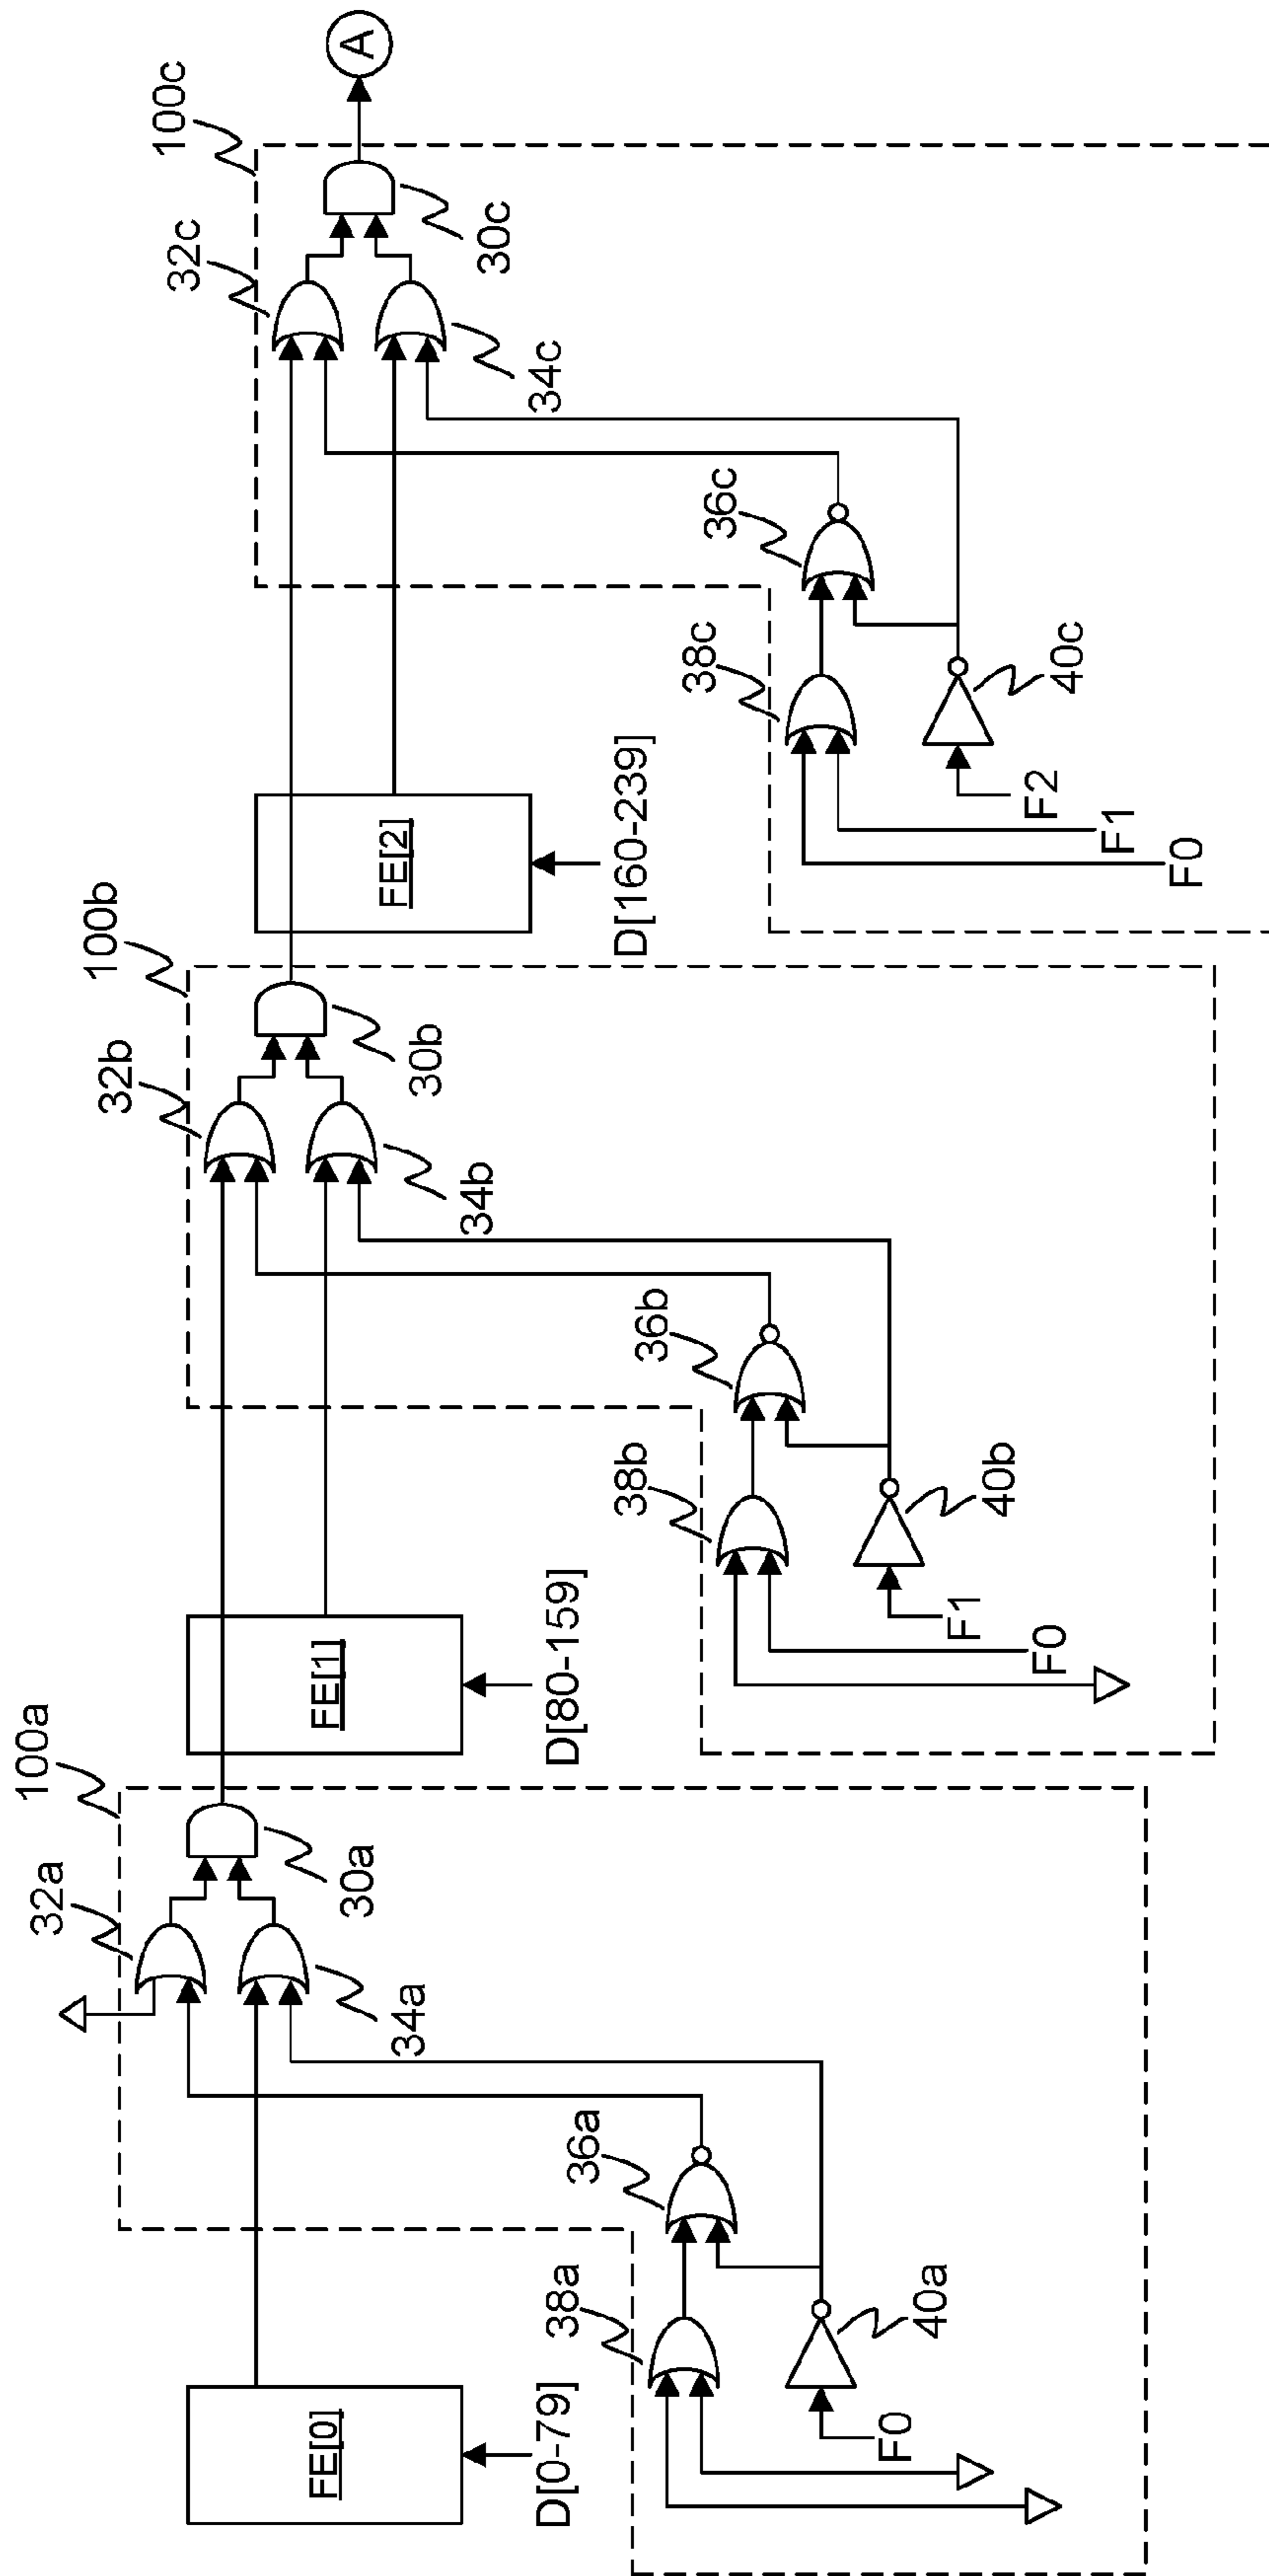 100a
32a
30a
34a
FE[0]
D[0-79]
36a
38a
40a
F0
100b
32b
30b
34b
FE[1]
D[80-159]
36b
38b
40b
F1
F0
100c
32c
30c
34c
A
FE[2]
D[160-239]
36c
38c
40c
F2
F1
F0